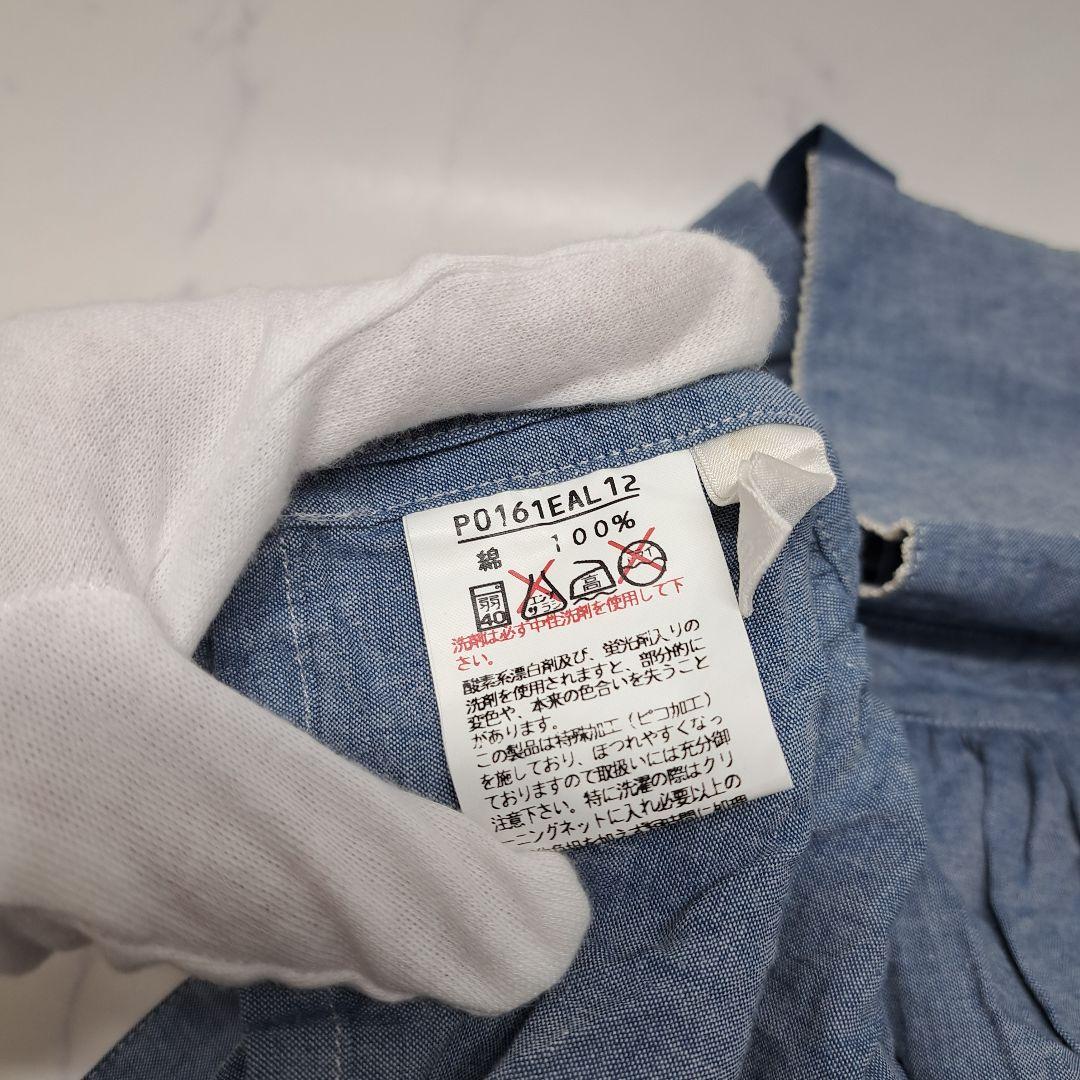 P0161EAL12
綿 100%
弱 40 エンソ サラシ 高 ドライ
洗剤は必ず中性洗剤を使用して下
さい。
酸素系漂白剤及び、蛍光剤入りの
洗剤を使用されますと、部分的に
変色や、本来の色合いを失うこと
があります。
この製品は特殊加工(ピコ加工)
を施しており、ほつれやすくなっ
ておりますので取扱いには充分御
注意下さい。特に洗濯の際はクリ
ーニングネットに入れ必要以上の
負担を加えず